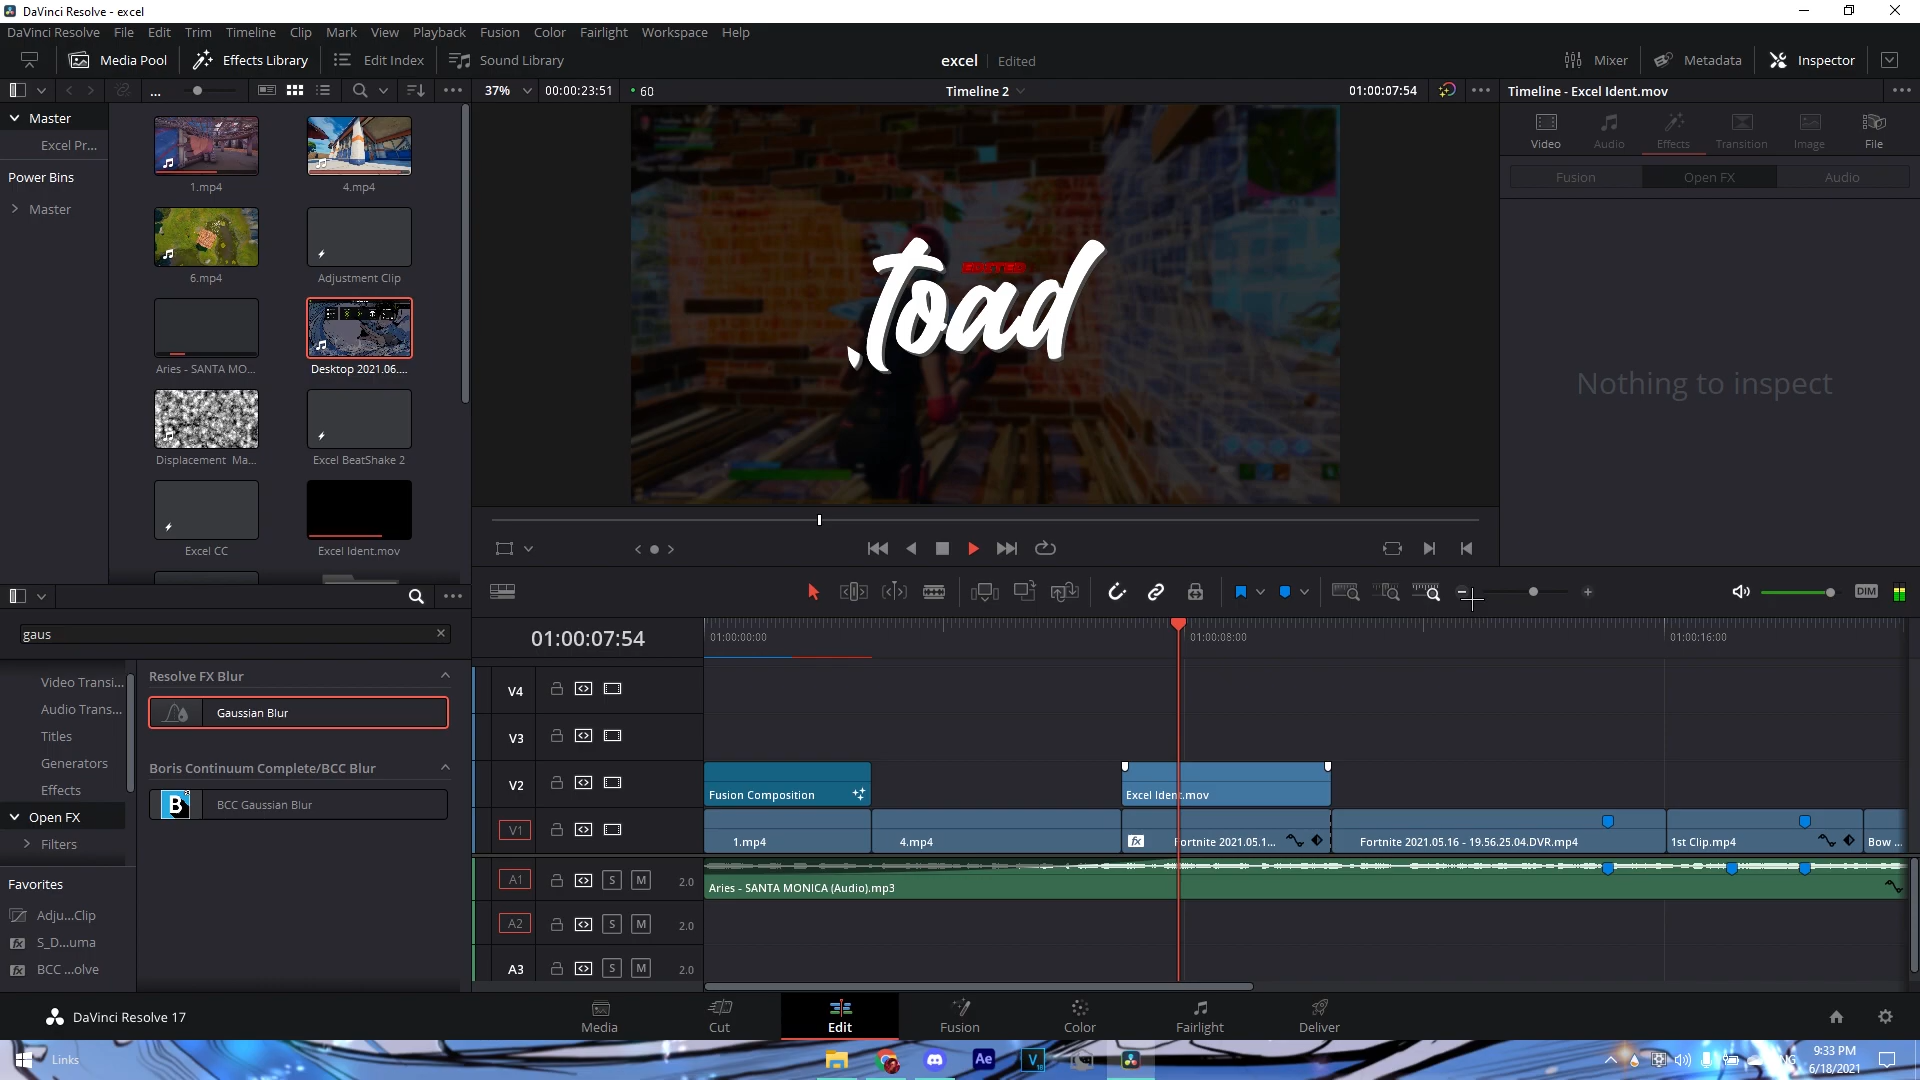 DaVinci Resolve - excel
DaVinci Resolve File Edit Trim Timeline Clip Mark View Playback Fusion Color Fairlight Workspace Help
Media Pool Effects Library Edit Index Sound Library excel Edited Mixer Metadata Inspector
... 37% 00:00:23:51 60 Timeline 2 01:00:07:54 Timeline - Excel Ident.mov
Master
Excel Pr...
Power Bins
Master
1.mp4 4.mp4
6.mp4 Adjustment Clip
Aries - SANTA MO... Desktop 2021.06....
Displacement Ma... Excel BeatShake 2
Excel CC Excel Ident.mov
toad
Video Audio Effects Transition Image File
Fusion Open FX Audio
Nothing to inspect
DIM
gaus
Video Transi...
Audio Trans...
Titles
Generators
Effects
Open FX
Filters
Favorites
Adju...Clip
S_D...uma
BCC ...olve
Resolve FX Blur
Gaussian Blur
Boris Continuum Complete/BCC Blur
B BCC Gaussian Blur
01:00:07:54 01:00:00:00 01:00:08:00 01:00:16:00
V4
V3
V2 Fusion Composition Excel Ident.mov
V1 1.mp4 4.mp4 fx Fortnite 2021.05.1... Fortnite 2021.05.16 - 19.56.25.04.DVR.mp4 1st Clip.mp4 Bow ...
A1 S M 2.0 Aries - SANTA MONICA (Audio).mp3
A2 S M 2.0
A3 S M 2.0
DaVinci Resolve 17 Media Cut Edit Fusion Color Fairlight Deliver
Links Ae V 9:33 PM
6/18/2021